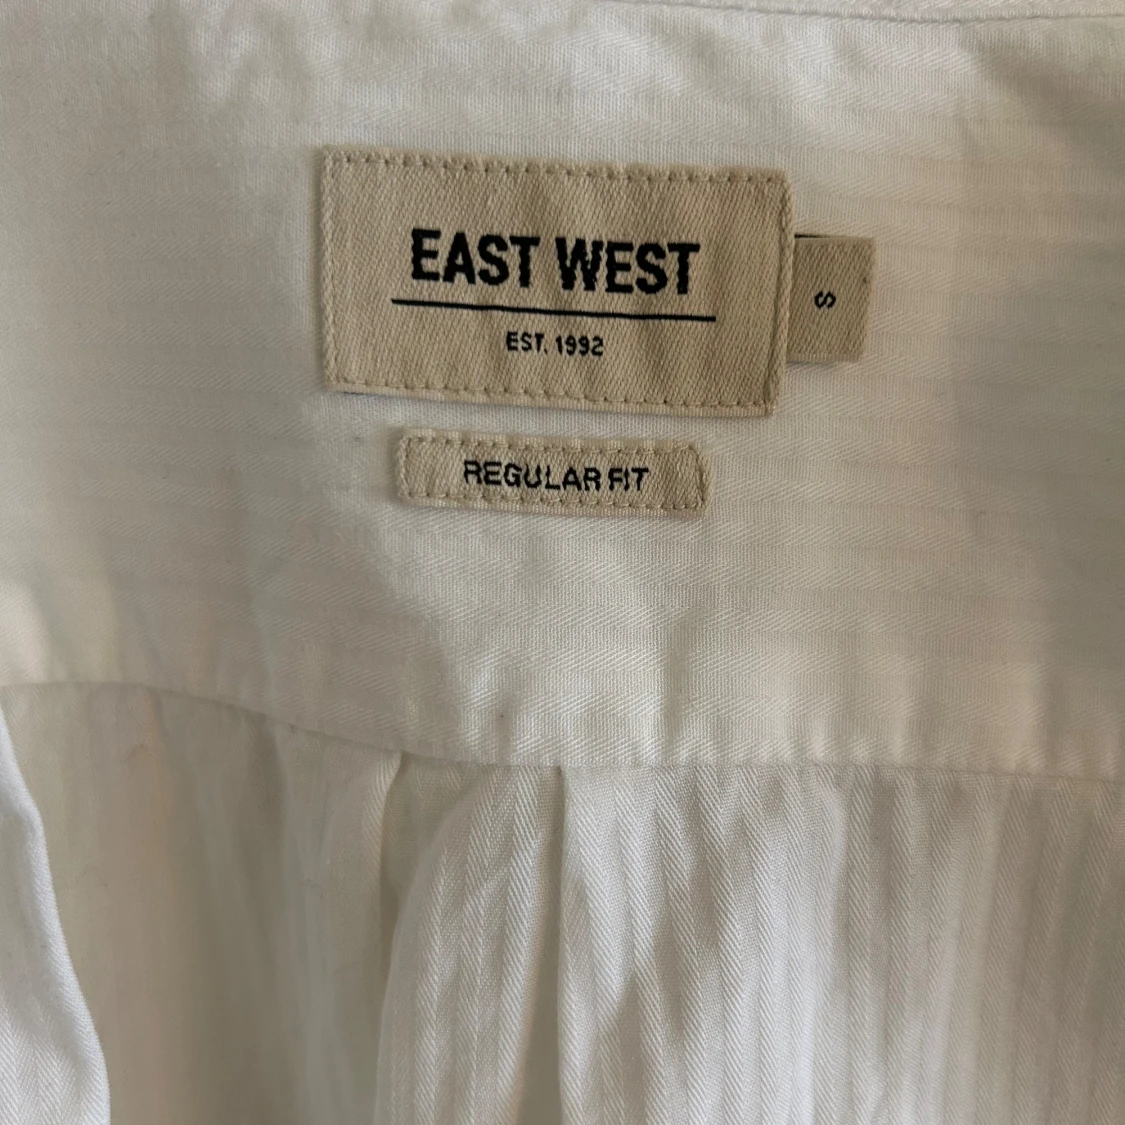 EAST WEST
EST. 1992
S
REGULAR FIT